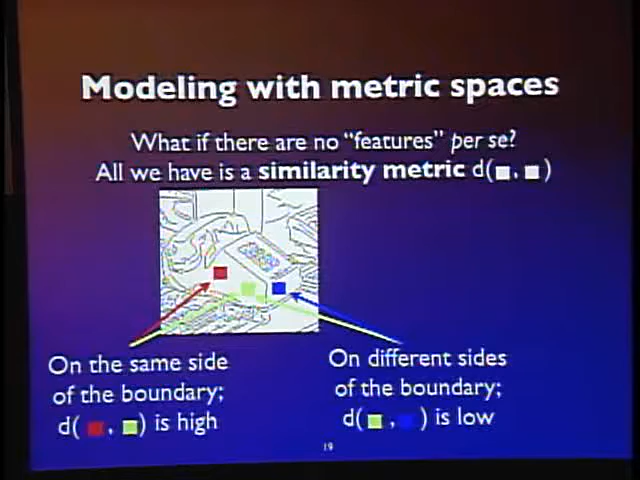 Modeling with metric spaces
What if there are no "features" per se?
All we have is a similarity metric d( , )
On the same side
of the boundary;
d( , ) is high
On different sides
of the boundary;
d( , ) is low
19